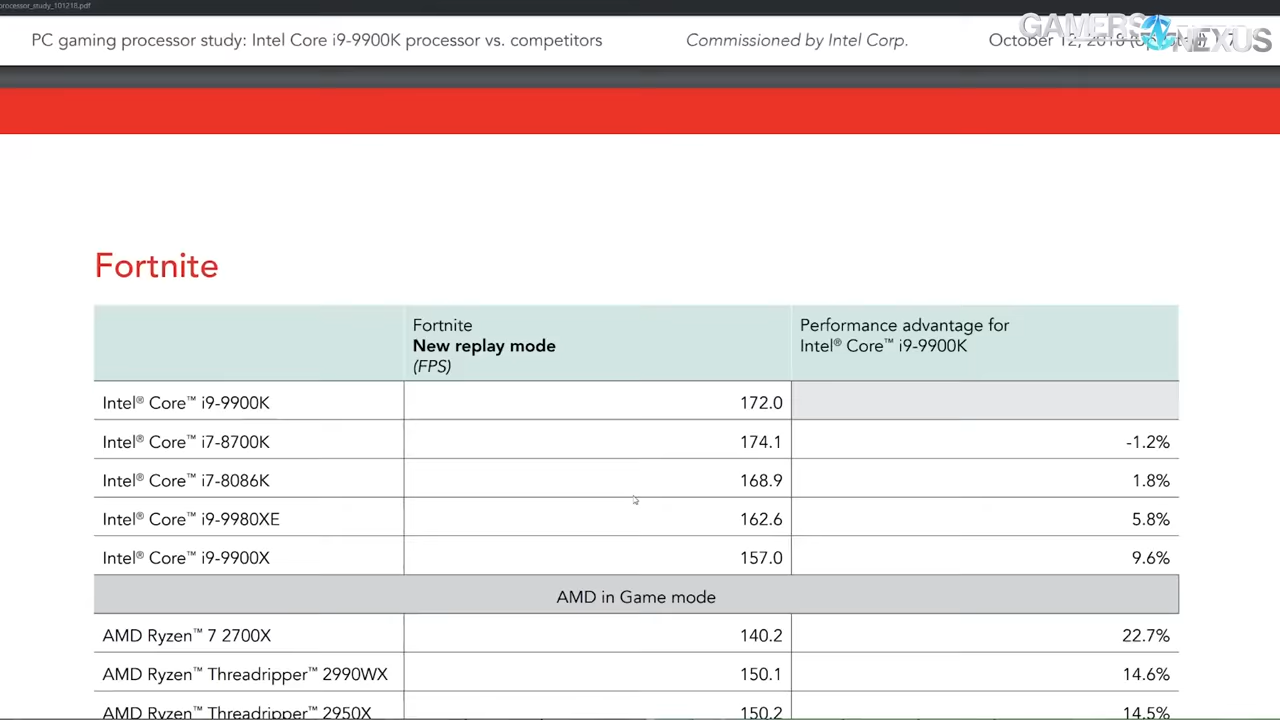 processor_study_101218.pdf
GAMERS NEXUS
PC gaming processor study: Intel Core i9-9900K processor vs. competitors Commissioned by Intel Corp. October 12, 2018
Fortnite
Fortnite Performance advantage for
New replay mode Intel® Core™ i9-9900K
(FPS)
Intel® Core™ i9-9900K 172.0
Intel® Core™ i7-8700K 174.1 -1.2%
Intel® Core™ i7-8086K 168.9 1.8%
Intel® Core™ i9-9980XE 162.6 5.8%
Intel® Core™ i9-9900X 157.0 9.6%
AMD in Game mode
AMD Ryzen™ 7 2700X 140.2 22.7%
AMD Ryzen™ Threadripper™ 2990WX 150.1 14.6%
AMD Ryzen™ Threadripper™ 2950X 150.2 14.5%